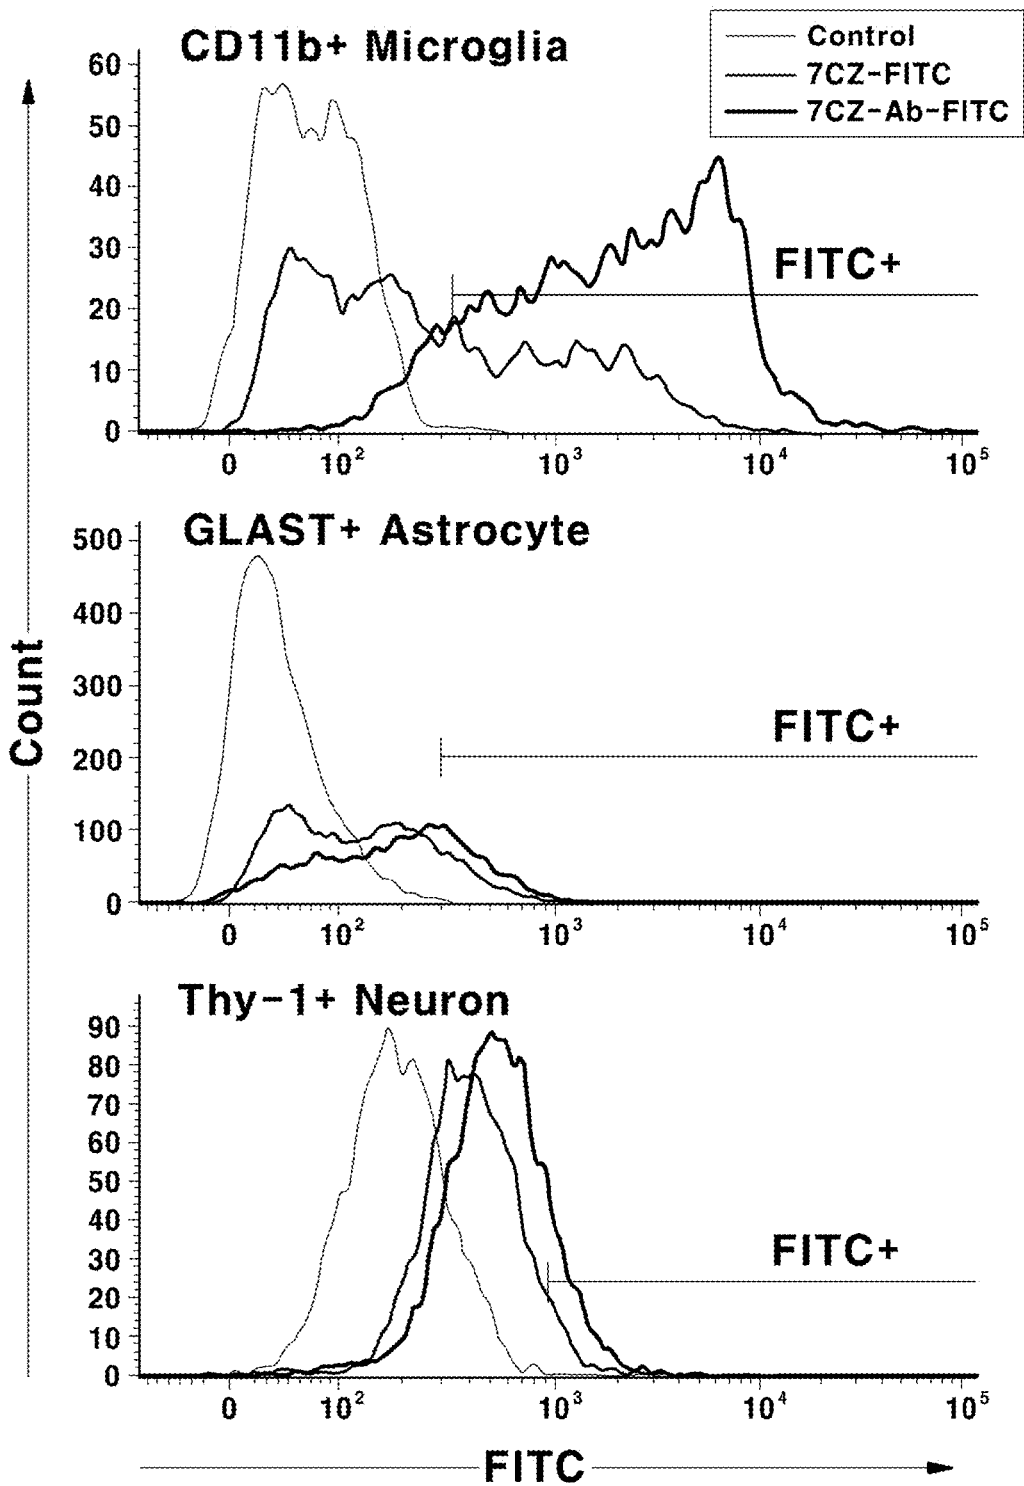 CD11b+ Microglia
Control
7CZ-FITC
7CZ-Ab-FITC
60
50
40
30
20
10
0
FITC+
0 10² 10³ 10⁴ 10⁵
GLAST+ Astrocyte
500
400
300
200
100
0
FITC+
0 10² 10³ 10⁴ 10⁵
Count
Thy-1+ Neuron
90
80
70
60
50
40
30
20
10
0
FITC+
0 10² 10³ 10⁴ 10⁵
FITC